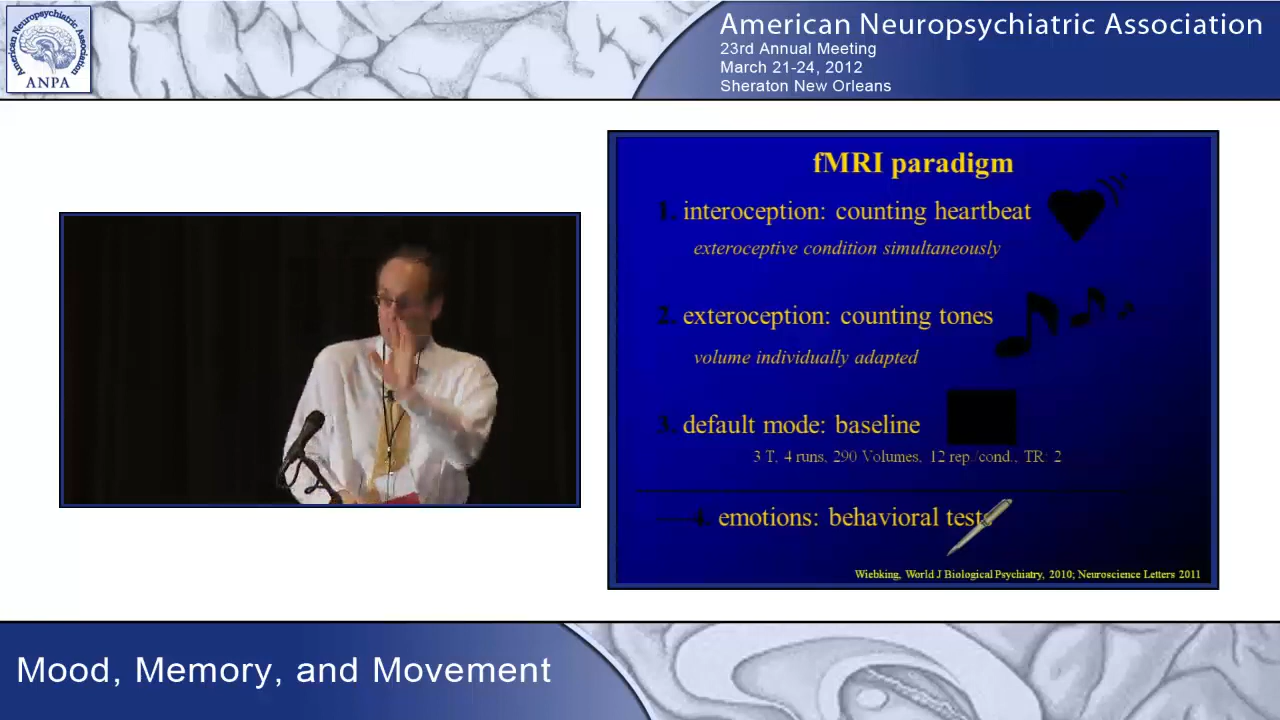 American Neuropsychiatric Association
ANPA
American Neuropsychiatric Association
23rd Annual Meeting
March 21-24, 2012
Sheraton New Orleans
fMRI paradigm
1. interoception: counting heartbeat
exteroceptive condition simultaneously
2. exteroception: counting tones
volume individually adapted
3. default mode: baseline
3 T, 4 runs, 290 Volumes, 12 rep./cond., TR: 2
4. emotions: behavioral tests
Wiebking, World J Biological Psychiatry, 2010; Neuroscience Letters 2011
Mood, Memory, and Movement